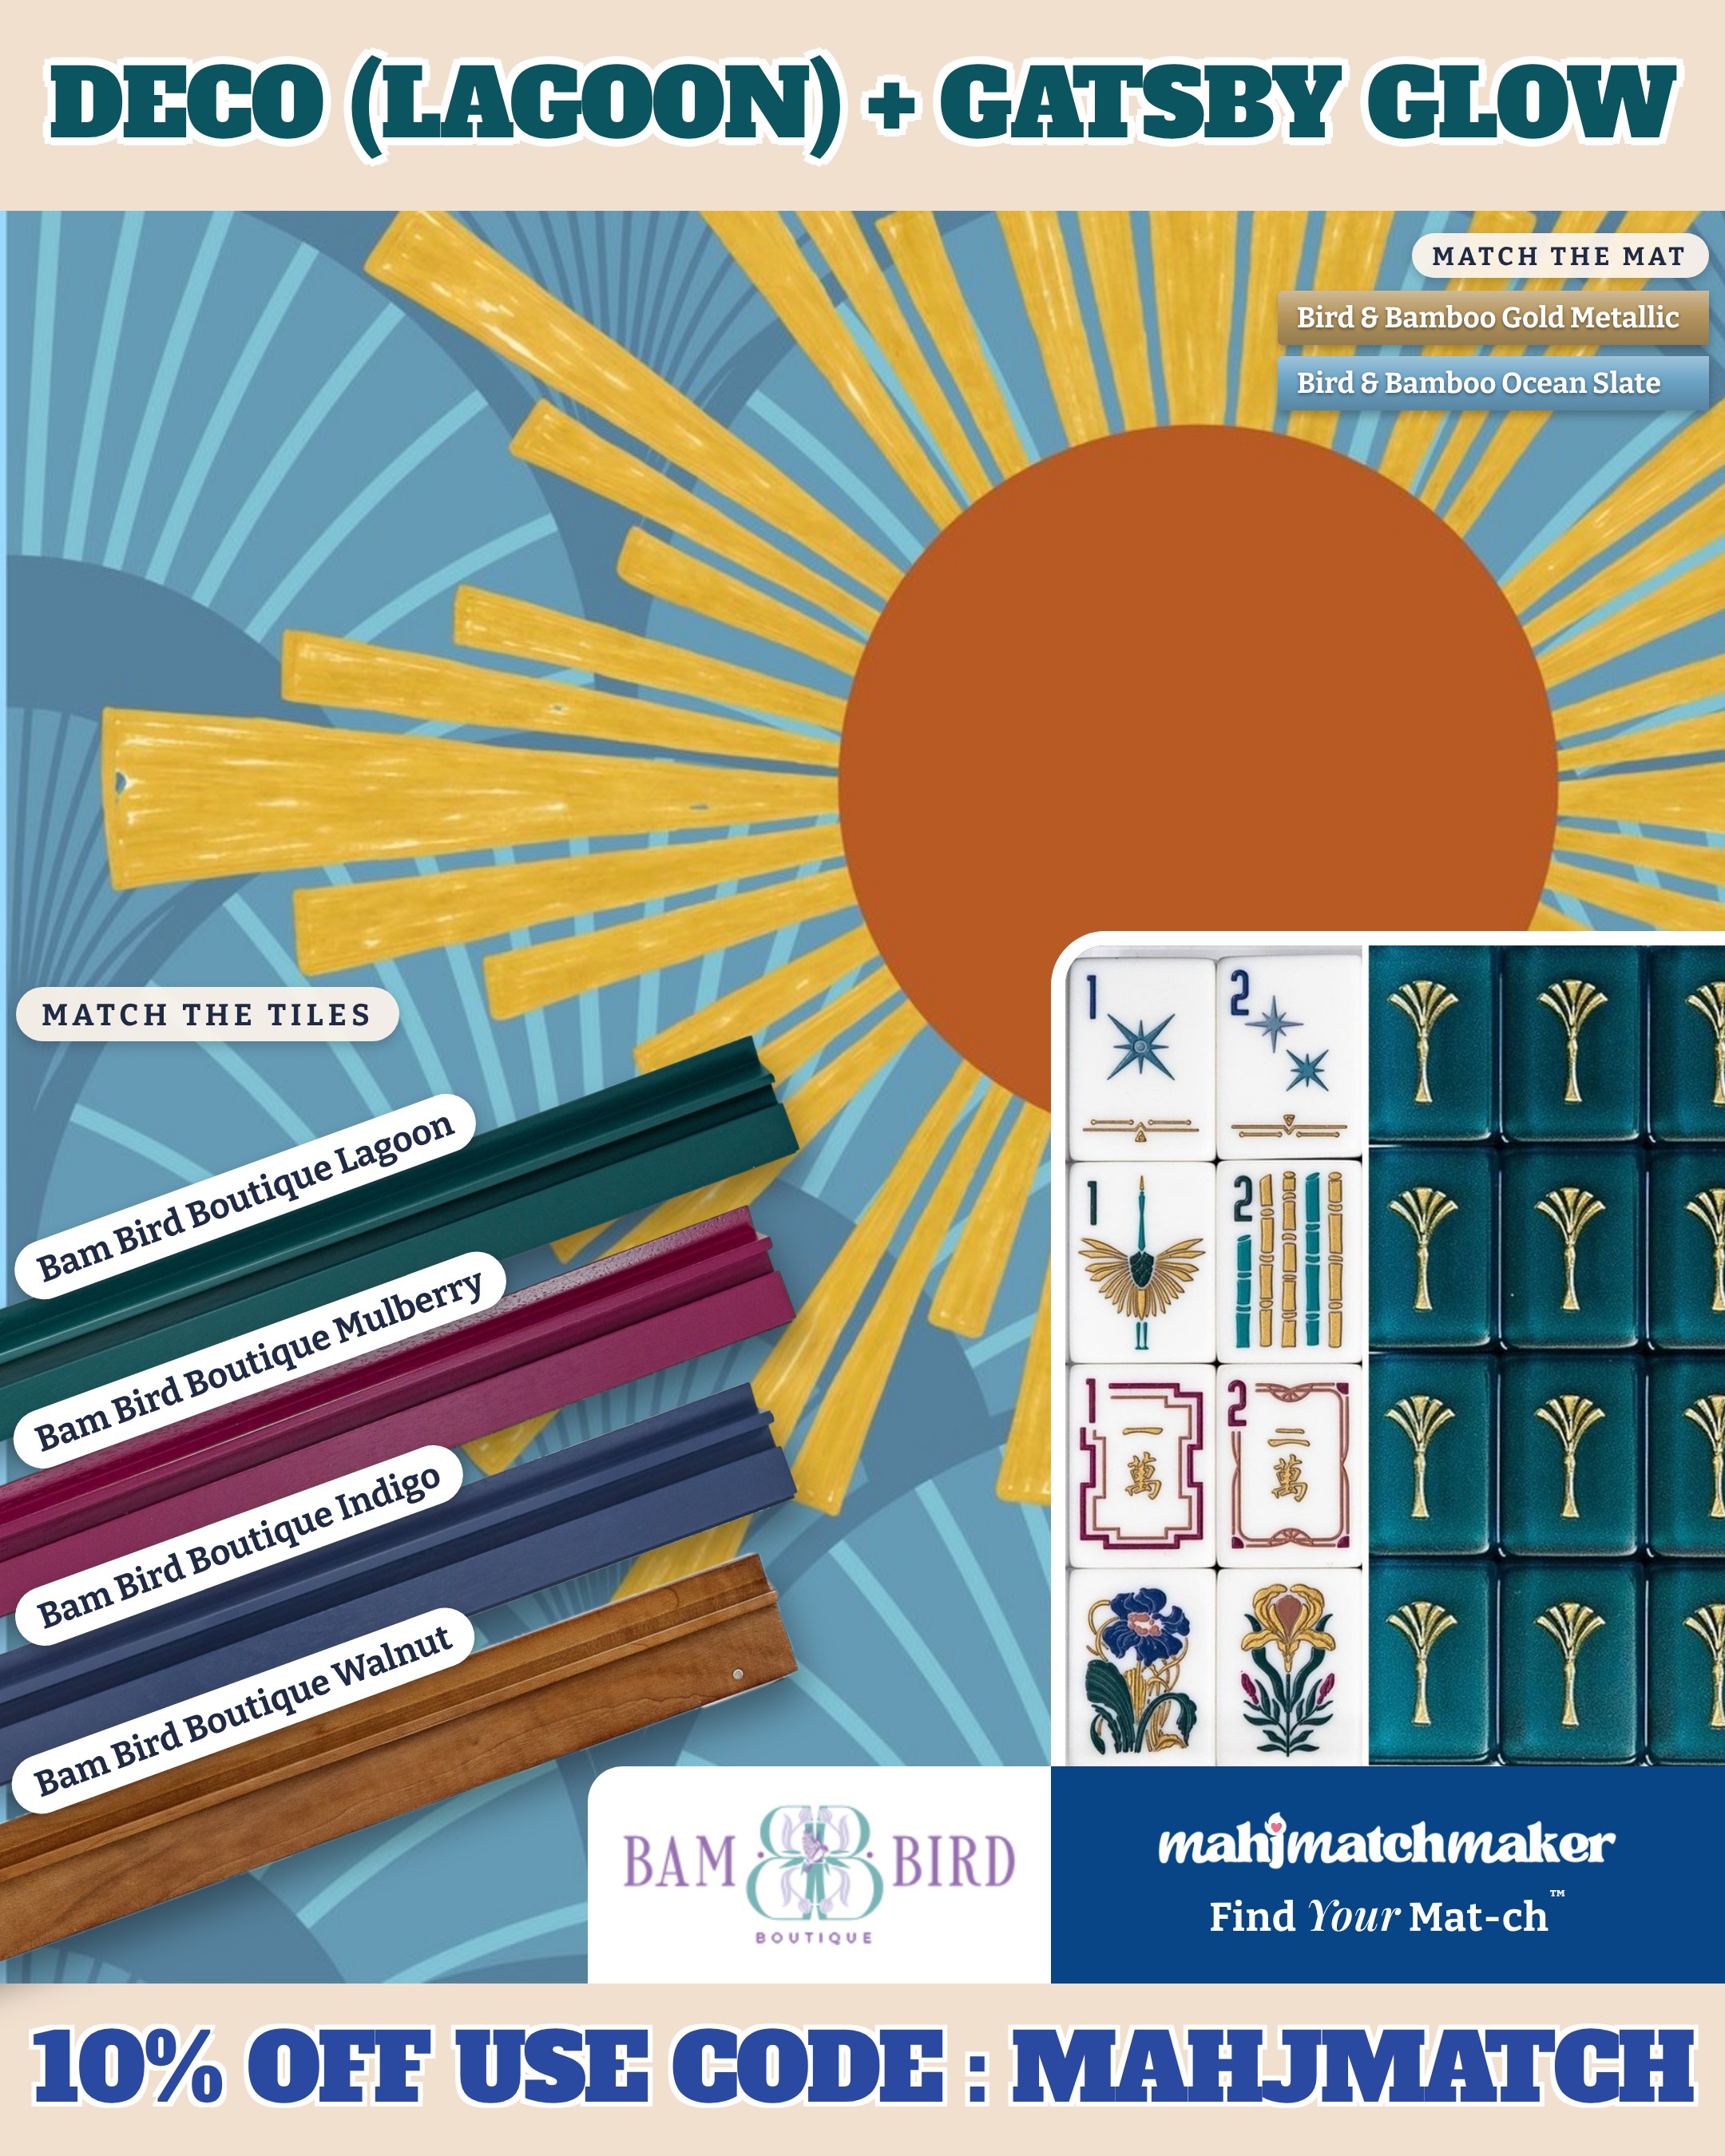 DECO (LAGOON) + GATSBY GLOW
MATCH THE MAT
Bird & Bamboo Gold Metallic
Bird & Bamboo Ocean Slate
MATCH THE TILES
Bam Bird Boutique Lagoon
Bam Bird Boutique Mulberry
Bam Bird Boutique Indigo
Bam Bird Boutique Walnut
1 2
1 2
1 一萬 2 二萬
BAM BIRD
BOUTIQUE
mahjmatchmaker
Find Your Mat-ch™
10% OFF USE CODE : MAHJMATCH